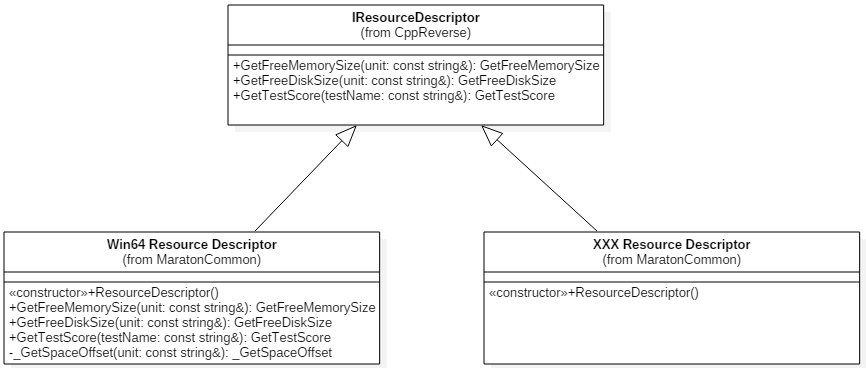 IResourceDescriptor
(from CppReverse)
+GetFreeMemorySize(unit: const string&): GetFreeMemorySize
+GetFreeDiskSize(unit: const string&): GetFreeDiskSize
+GetTestScore(testName: const string&): GetTestScore
Win64 Resource Descriptor
(from MaratonCommon)
«constructor»+ResourceDescriptor()
+GetFreeMemorySize(unit: const string&): GetFreeMemorySize
+GetFreeDiskSize(unit: const string&): GetFreeDiskSize
+GetTestScore(testName: const string&): GetTestScore
-_GetSpaceOffset(unit: const string&): _GetSpaceOffset
XXX Resource Descriptor
(from MaratonCommon)
«constructor»+ResourceDescriptor()